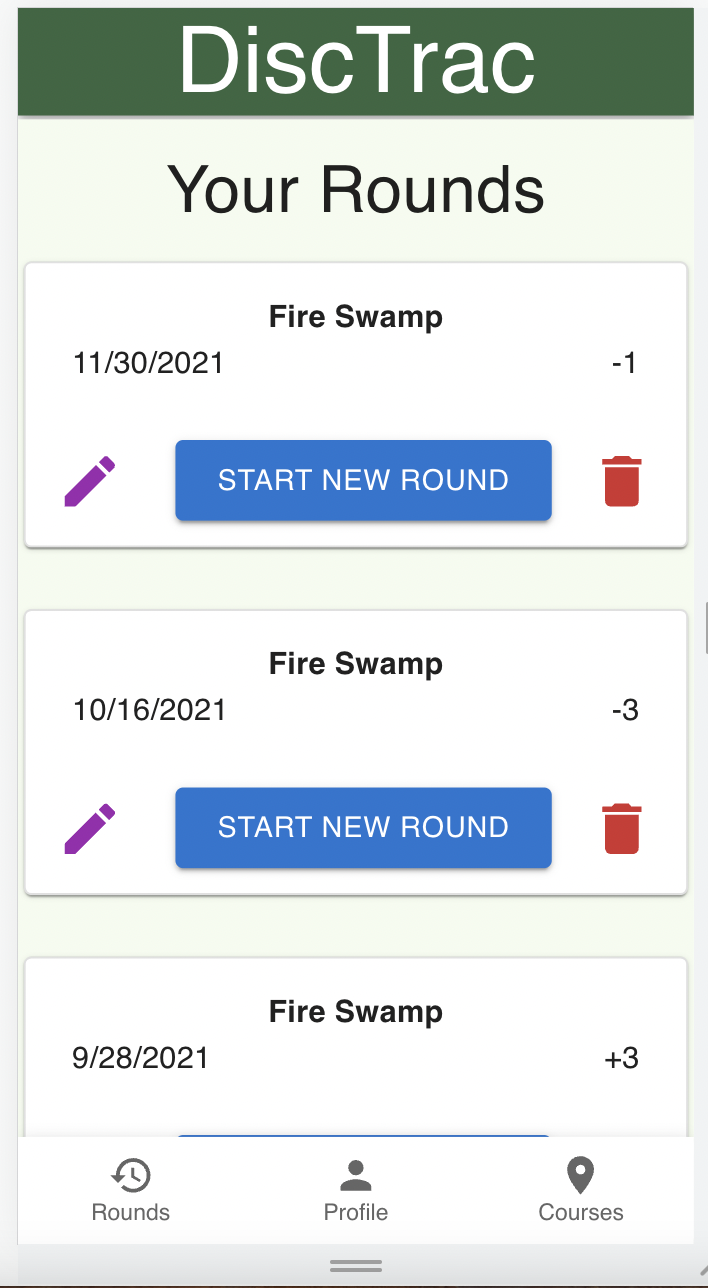 DiscTrac
Your Rounds
Fire Swamp
11/30/2021 -1
START NEW ROUND
Fire Swamp
10/16/2021 -3
START NEW ROUND
Fire Swamp
9/28/2021 +3
Rounds Profile Courses